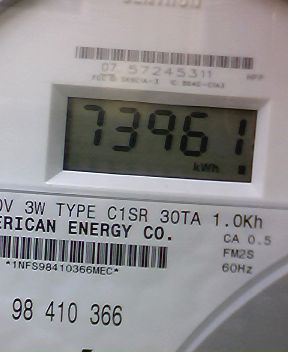 07 57245311
HPP
73961
kWh
0V 3W TYPE C1SR 30TA 1.0Kh
ERICAN ENERGY CO.
CA 0.5
FM2S
60Hz
*1NFS98410366MEC*
98 410 366